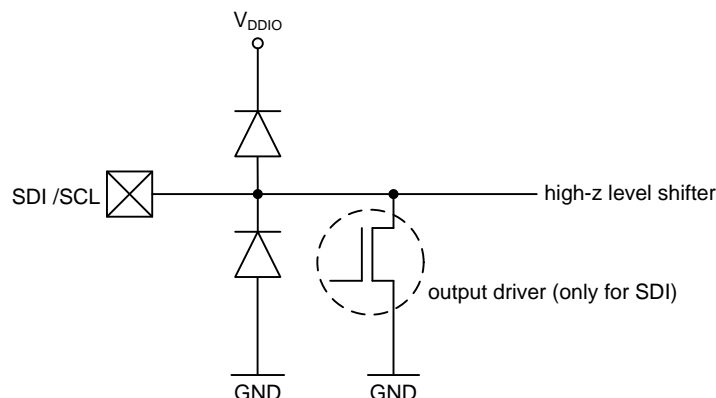 VDDIO
SDI /SCL
high-z level shifter
output driver (only for SDI)
GND
GND